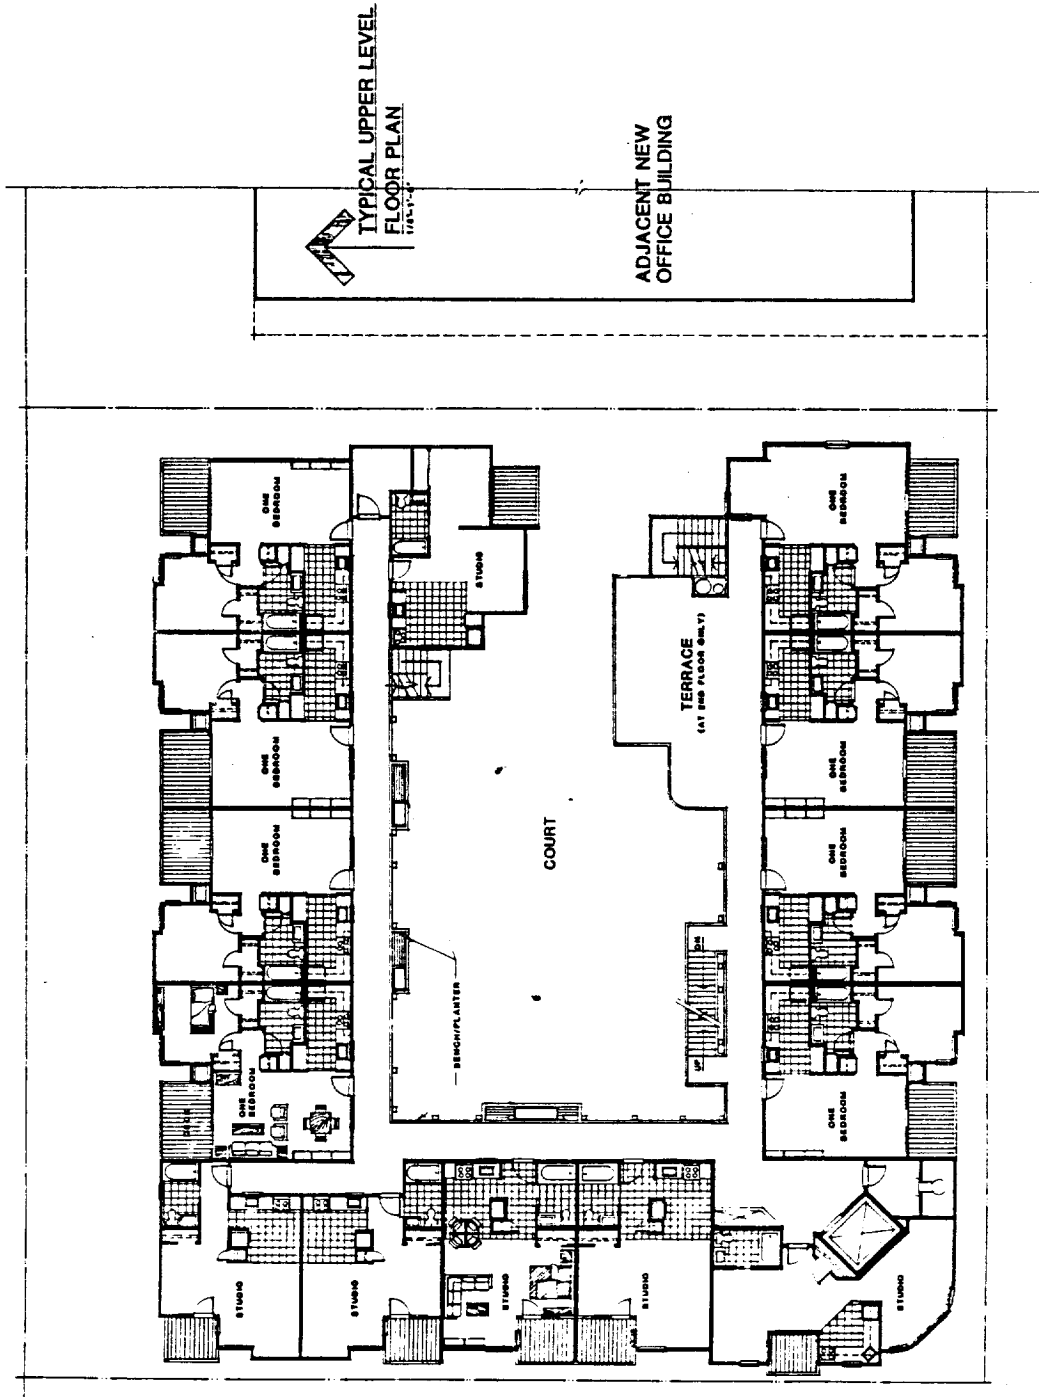 DECK
STUDIO
ONE
BEDROOM
ONE
BEDROOM
ONE
BEDROOM
ONE
BEDROOM
STUDIO
TYPICAL UPPER LEVEL
FLOOR PLAN
BENCH/PLANTER
STUDIO
STUDIO
COURT
STUDIO
ADJACENT NEW
OFFICE BUILDING
UP
DN
TERRACE
(AT 2ND FLOOR ONLY)
ONE
BEDROOM
ONE
BEDROOM
ONE
BEDROOM
ONE
BEDROOM
STUDIO